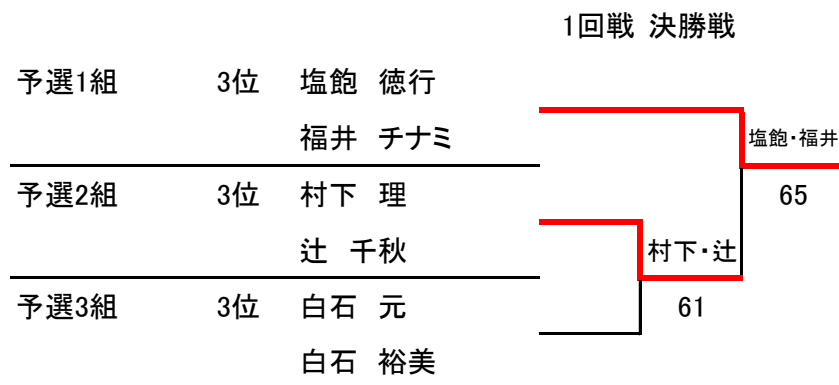 1回戦 決勝戦
予選1組 3位 塩飽 徳行
福井 チナミ
塩飽・福井
予選2組 3位 村下 理
65
辻 千秋
村下・辻
予選3組 3位 白石 元
61
白石 裕美